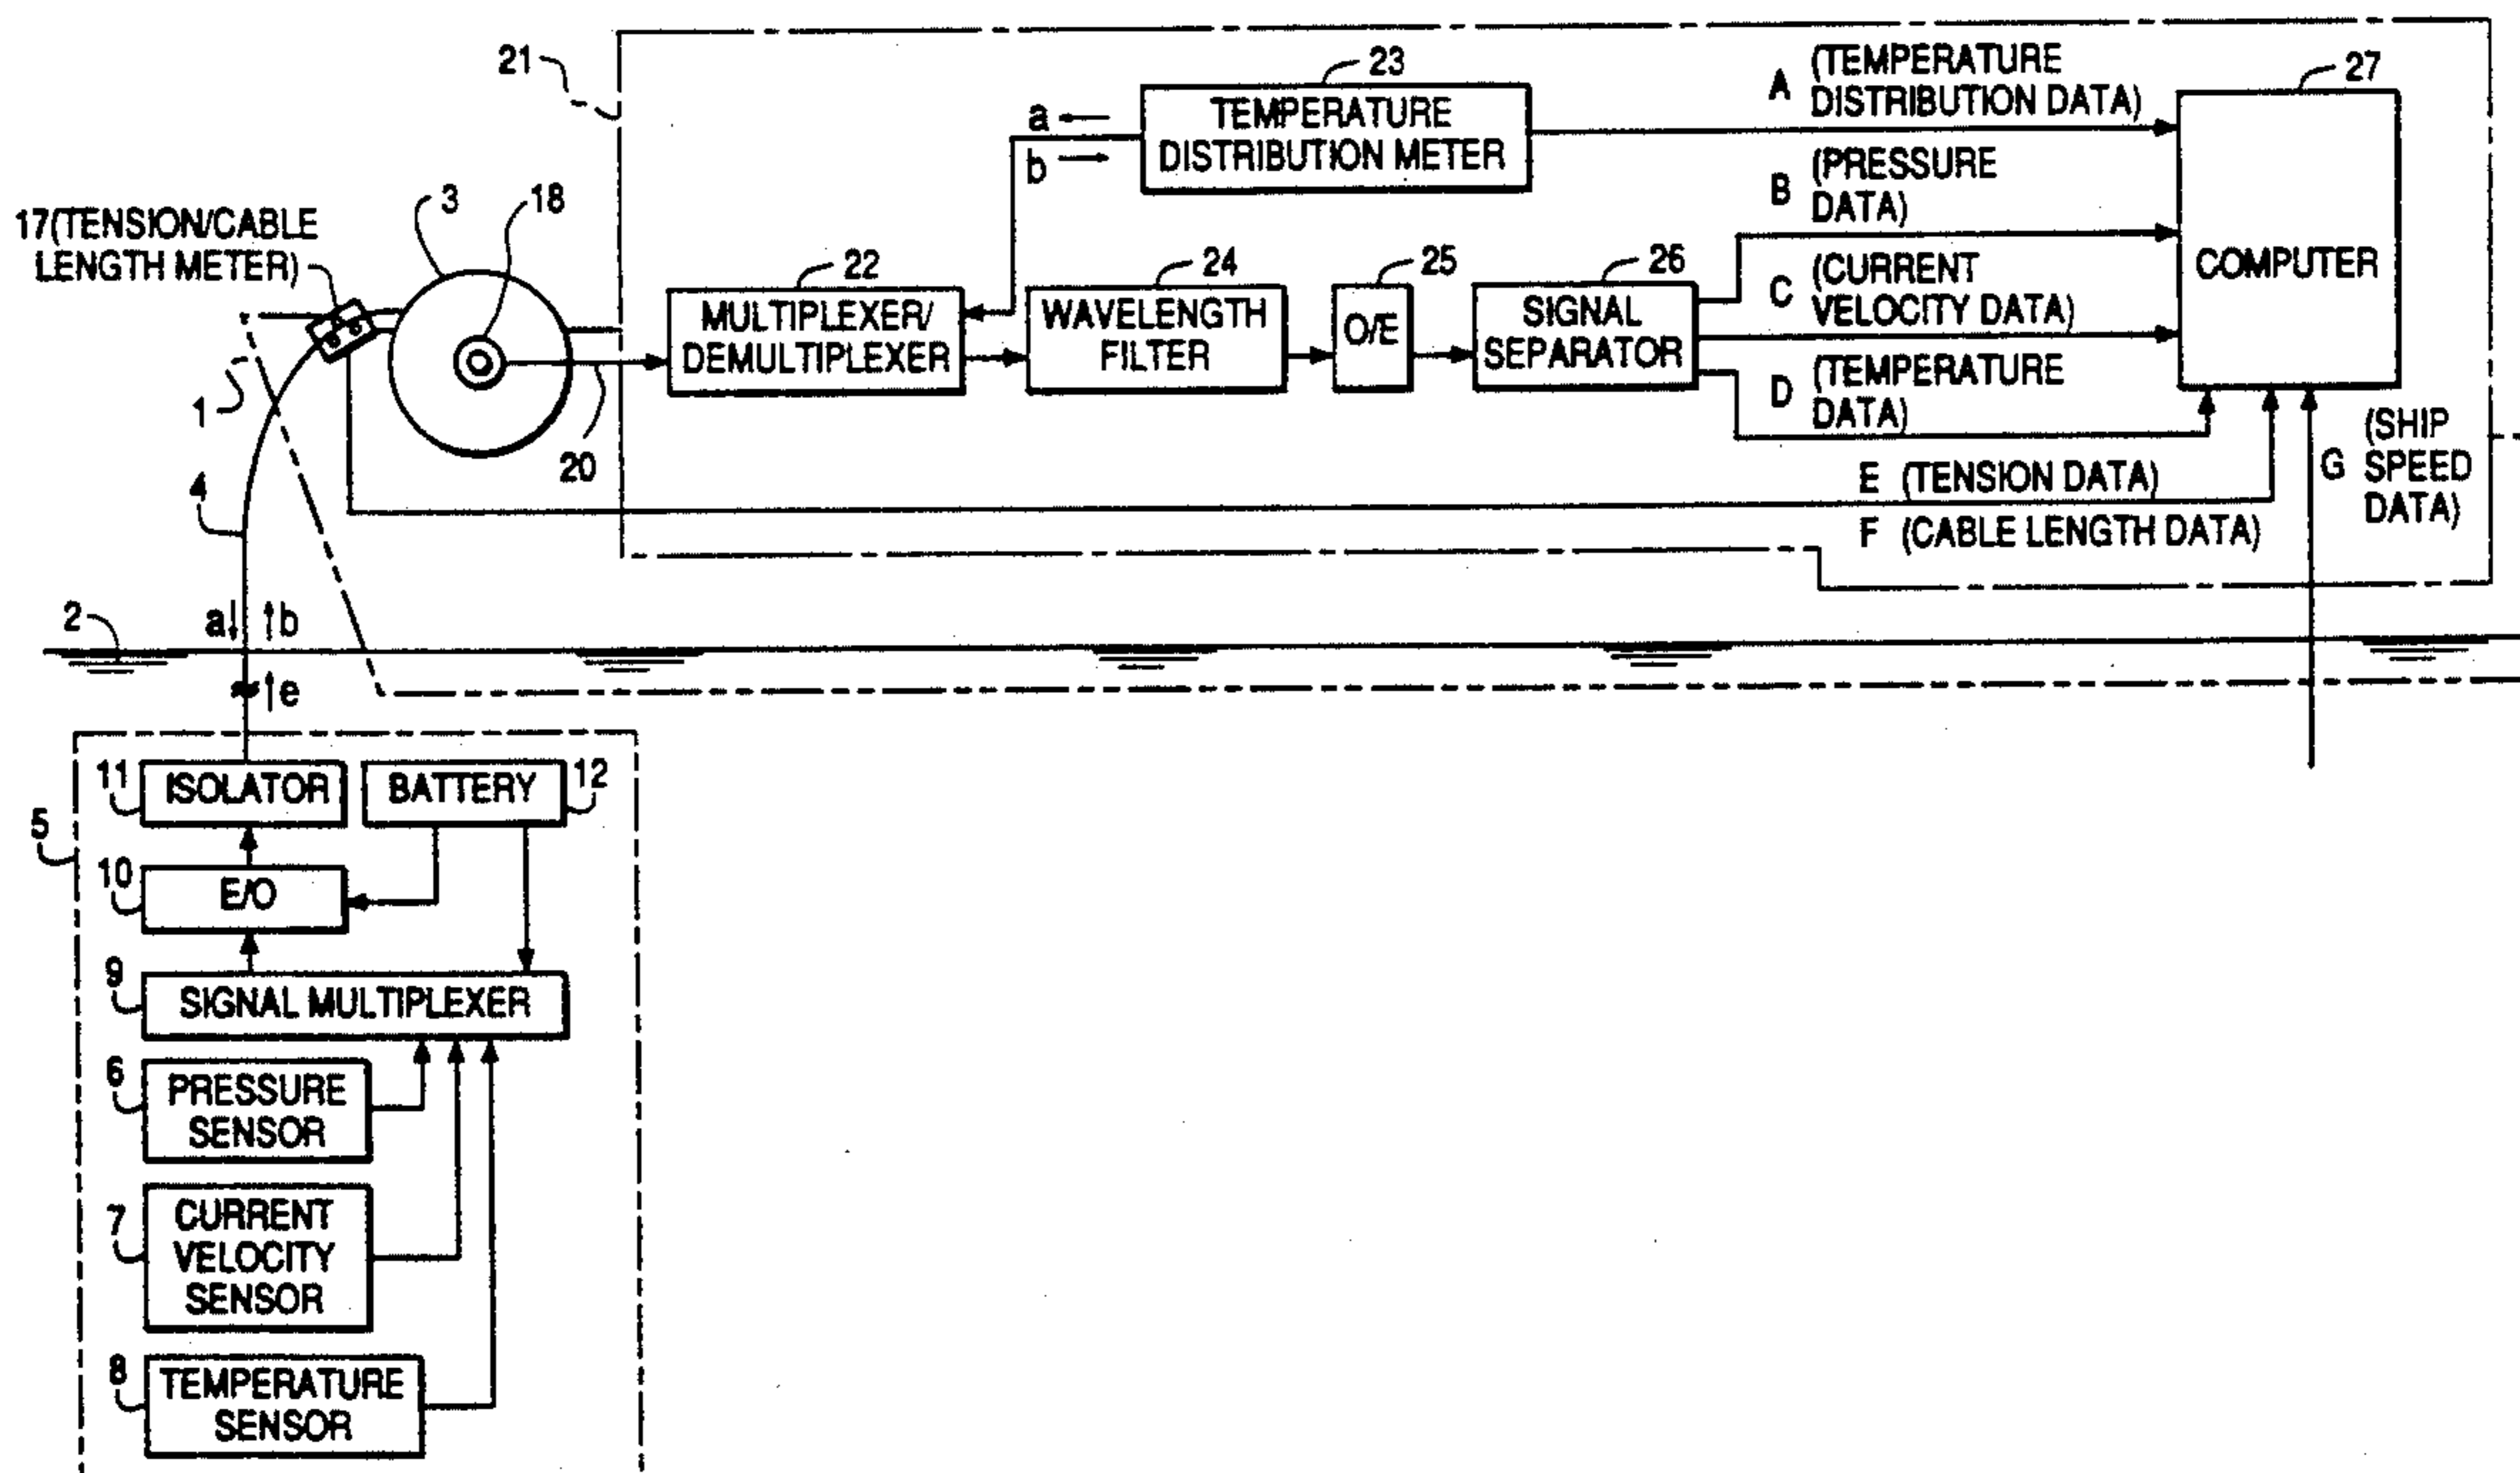 21
23
TEMPERATURE
DISTRIBUTION METER
a
b
A (TEMPERATURE
DISTRIBUTION DATA)
27
COMPUTER
B (PRESSURE
DATA)
C (CURRENT
VELOCITY DATA)
D (TEMPERATURE
DATA)
E (TENSION DATA)
F (CABLE LENGTH DATA)
G (SHIP
SPEED
DATA)
17(TENSION/CABLE
LENGTH METER)
3
18
22
MULTIPLEXER/
DEMULTIPLEXER
24
WAVELENGTH
FILTER
25
O/E
26
SIGNAL
SEPARATOR
1
20
4
2
a
b
e
5
11
ISOLATOR
BATTERY
12
10
E/O
9
SIGNAL MULTIPLEXER
6
PRESSURE
SENSOR
7
CURRENT
VELOCITY
SENSOR
8
TEMPERATURE
SENSOR